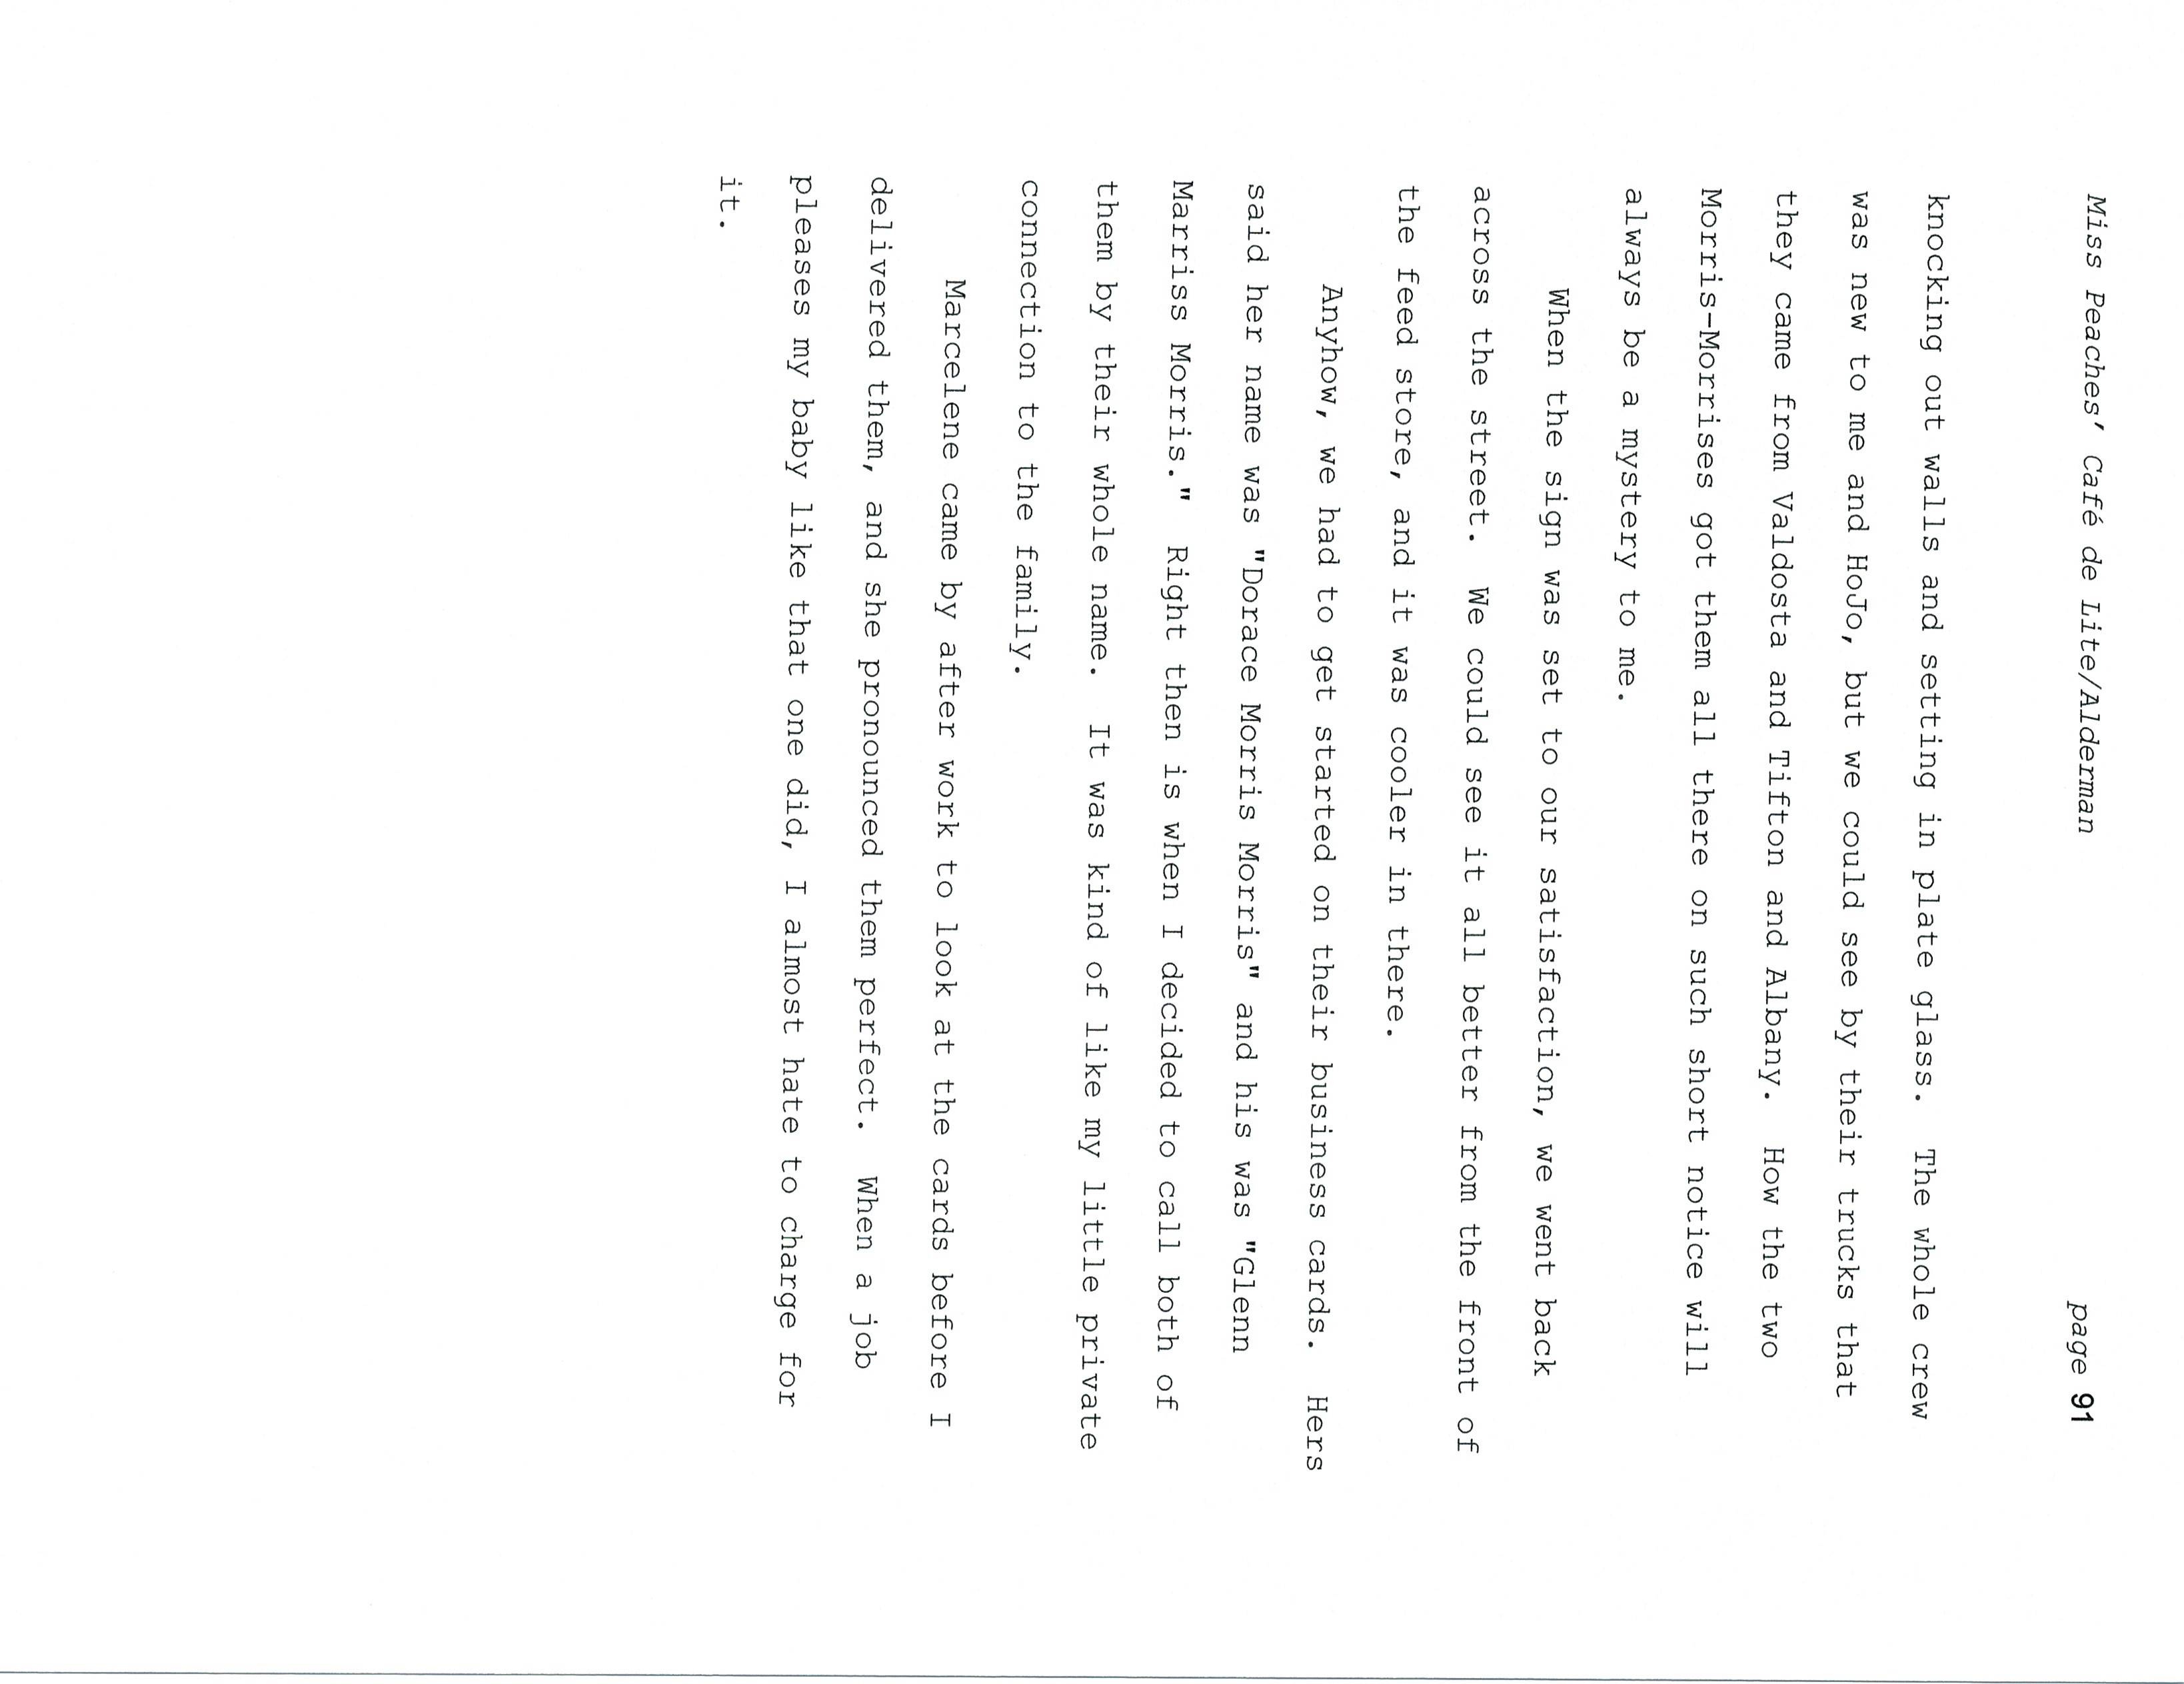 Miss Peaches' Café de Lite/Alderman page 91
knocking out walls and setting in plate glass.  The whole crew
was new to me and HoJo, but we could see by their trucks that
they came from Valdosta and Tifton and Albany.  How the two
Morris-Morrises got them all there on such short notice will
always be a mystery to me.
When the sign was set to our satisfaction, we went back
across the street.  We could see it all better from the front of
the feed store, and it was cooler in there.
Anyhow, we had to get started on their business cards.  Hers
said her name was "Dorace Morris Morris" and his was "Glenn
Marriss Morris."  Right then is when I decided to call both of
them by their whole name.  It was kind of like my little private
connection to the family.
Marcelene came by after work to look at the cards before I
delivered them, and she pronounced them perfect.  When a job
pleases my baby like that one did, I almost hate to charge for
it.